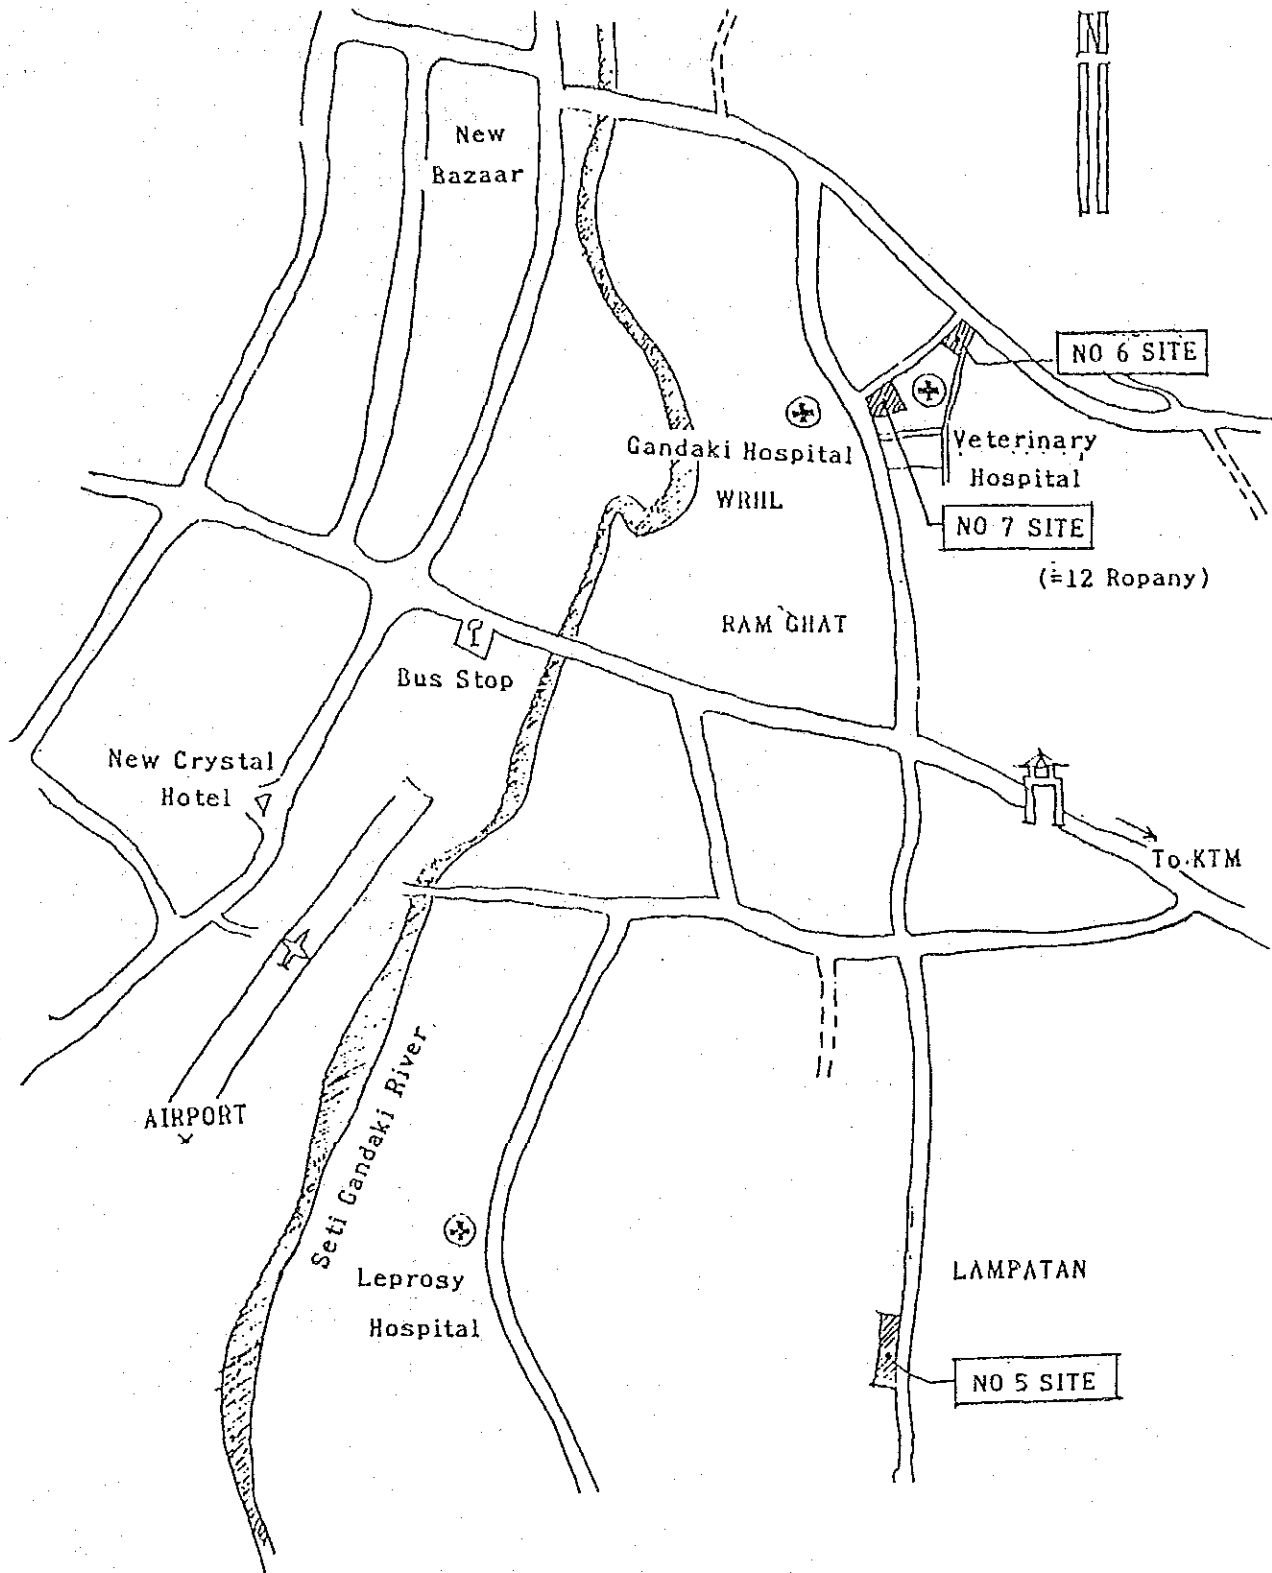 N
New
Bazaar
NO 6 SITE
Gandaki Hospital
Veterinary
Hospital
WRHL
NO 7 SITE
(≒12 Ropany)
RAM GHAT
Bus Stop
New Crystal
Hotel
To KTM
AIRPORT
Seti Gandaki River
Leprosy
Hospital
LAMPATAN
NO 5 SITE